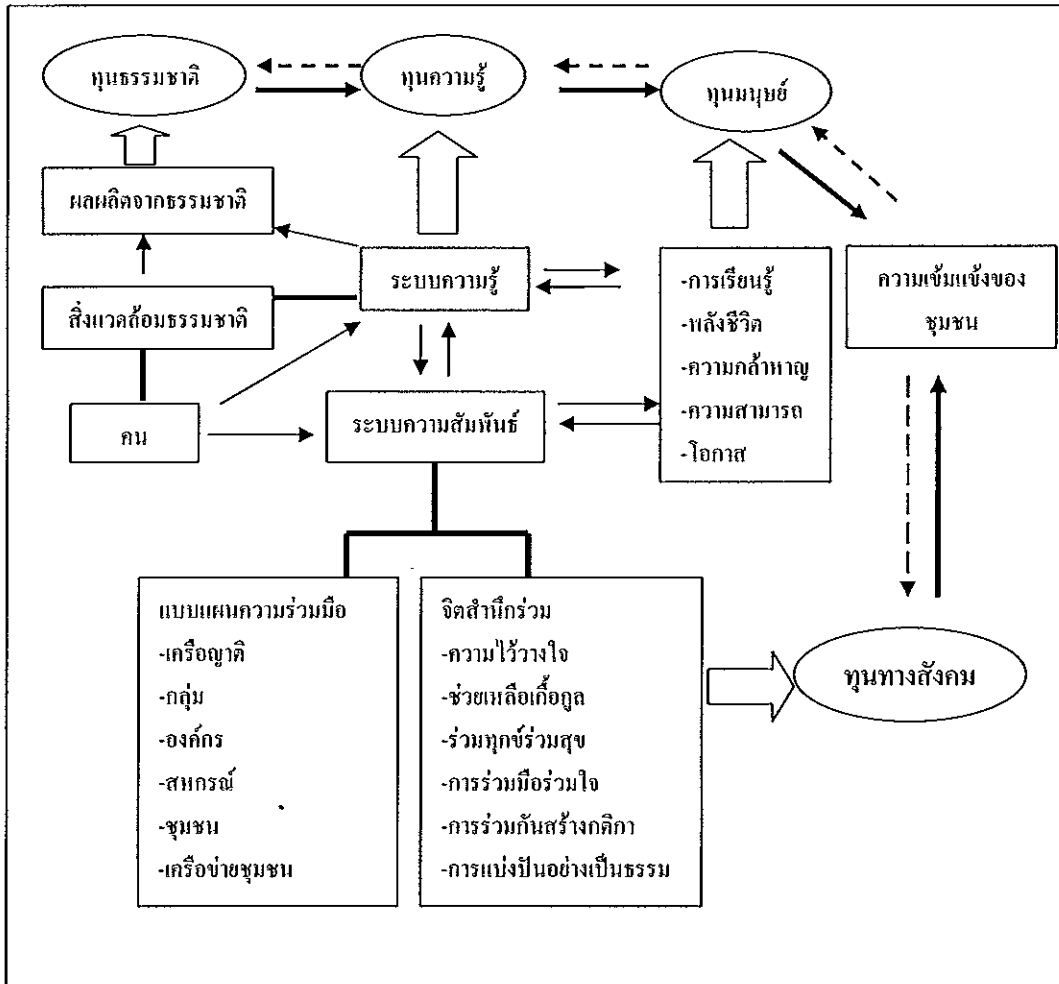 ทุนธรรมชาติ
ทุนความรู้
ทุนมนุษย์
ผลผลิตจากธรรมชาติ
ระบบความรู้
สิ่งแวดล้อมธรรมชาติ
-การเรียนรู้
-พลังชีวิต
-ความกล้าหาญ
-ความสามารถ
-โอกาส
ความเข้มแข็งของ
ชุมชน
คน
ระบบความสัมพันธ์
แบบแผนความร่วมมือ
-เครือญาติ
-กลุ่ม
-องค์กร
-สหกรณ์
-ชุมชน
-เครือข่ายชุมชน
จิตสำนึกร่วม
-ความไว้วางใจ
-ช่วยเหลือเกื้อกูล
-ร่วมทุกข์ร่วมสุข
-การร่วมมือร่วมใจ
-การร่วมกันสร้างกติกา
-การแบ่งปันอย่างเป็นธรรม
ทุนทางสังคม